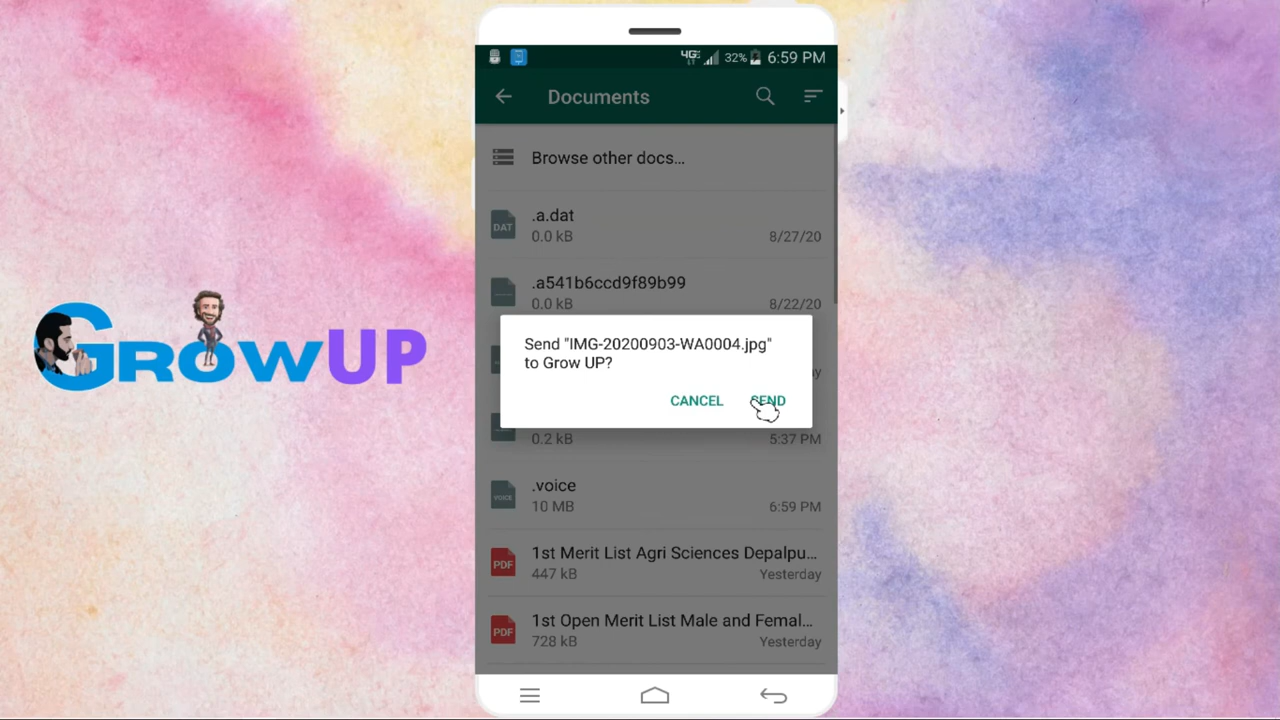 4G 32% 6:59 PM
Documents
Browse other docs...
.a.dat
DAT
0.0 kB 8/27/20
.a541b6ccd9f89b99
0.0 kB 8/22/20
Send "IMG-20200903-WA0004.jpg"
to Grow UP?
CANCEL SEND
0.2 kB 5:37 PM
.voice
VOICE
10 MB 6:59 PM
1st Merit List Agri Sciences Depalpu...
PDF
447 kB Yesterday
1st Open Merit List Male and Femal...
PDF
728 kB Yesterday
GROWUP